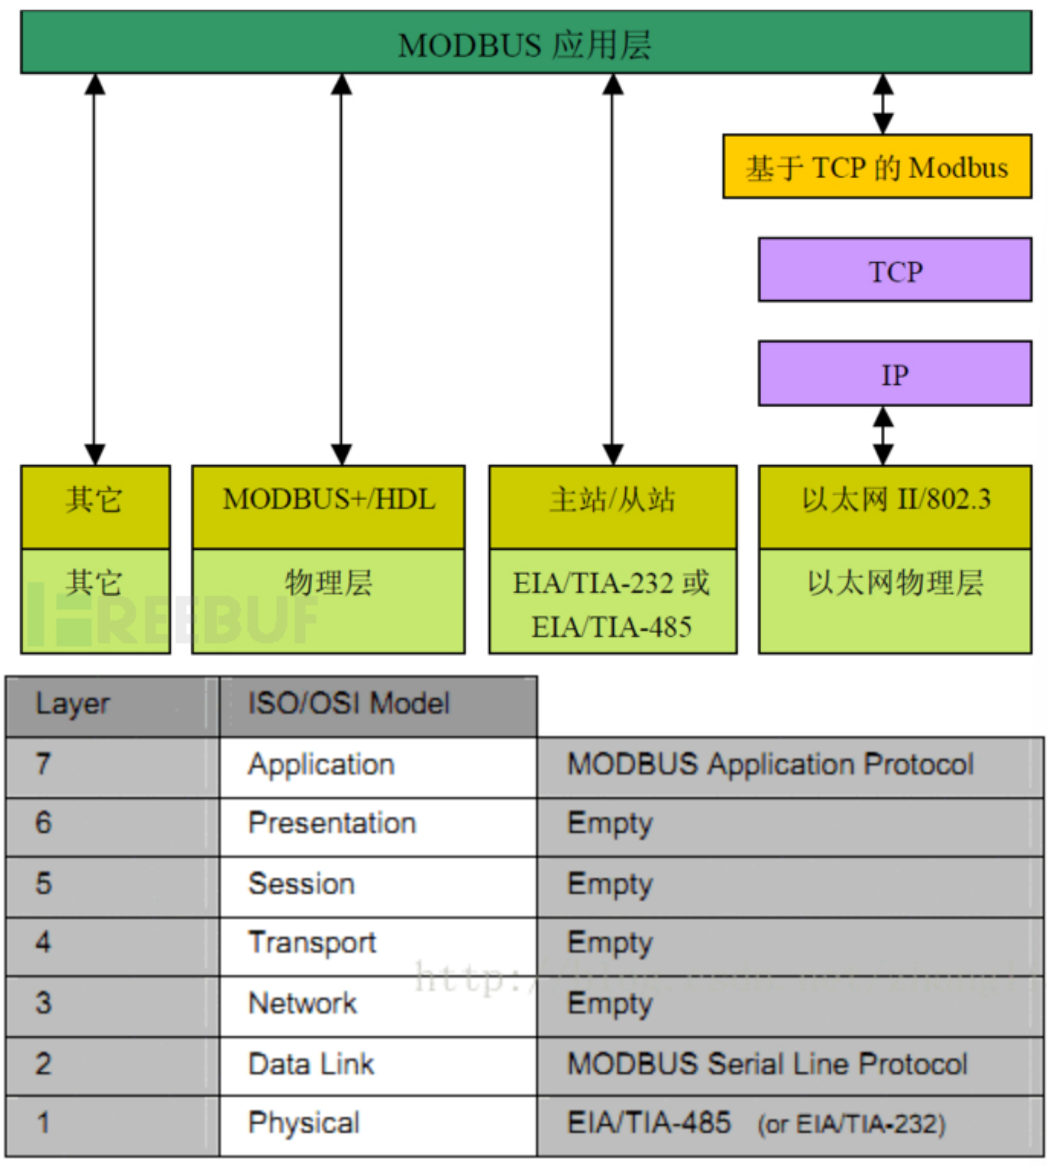 MODBUS 应用层
基于 TCP 的 Modbus
TCP
IP
其它
MODBUS+/HDL
主站/从站
以太网 II/802.3
其它
物理层
EIA/TIA-232 或
EIA/TIA-485
以太网物理层
REEBUF
Layer ISO/OSI Model
7 Application MODBUS Application Protocol
6 Presentation Empty
5 Session Empty
4 Transport Empty
3 Network Empty
2 Data Link MODBUS Serial Line Protocol
1 Physical EIA/TIA-485 (or EIA/TIA-232)